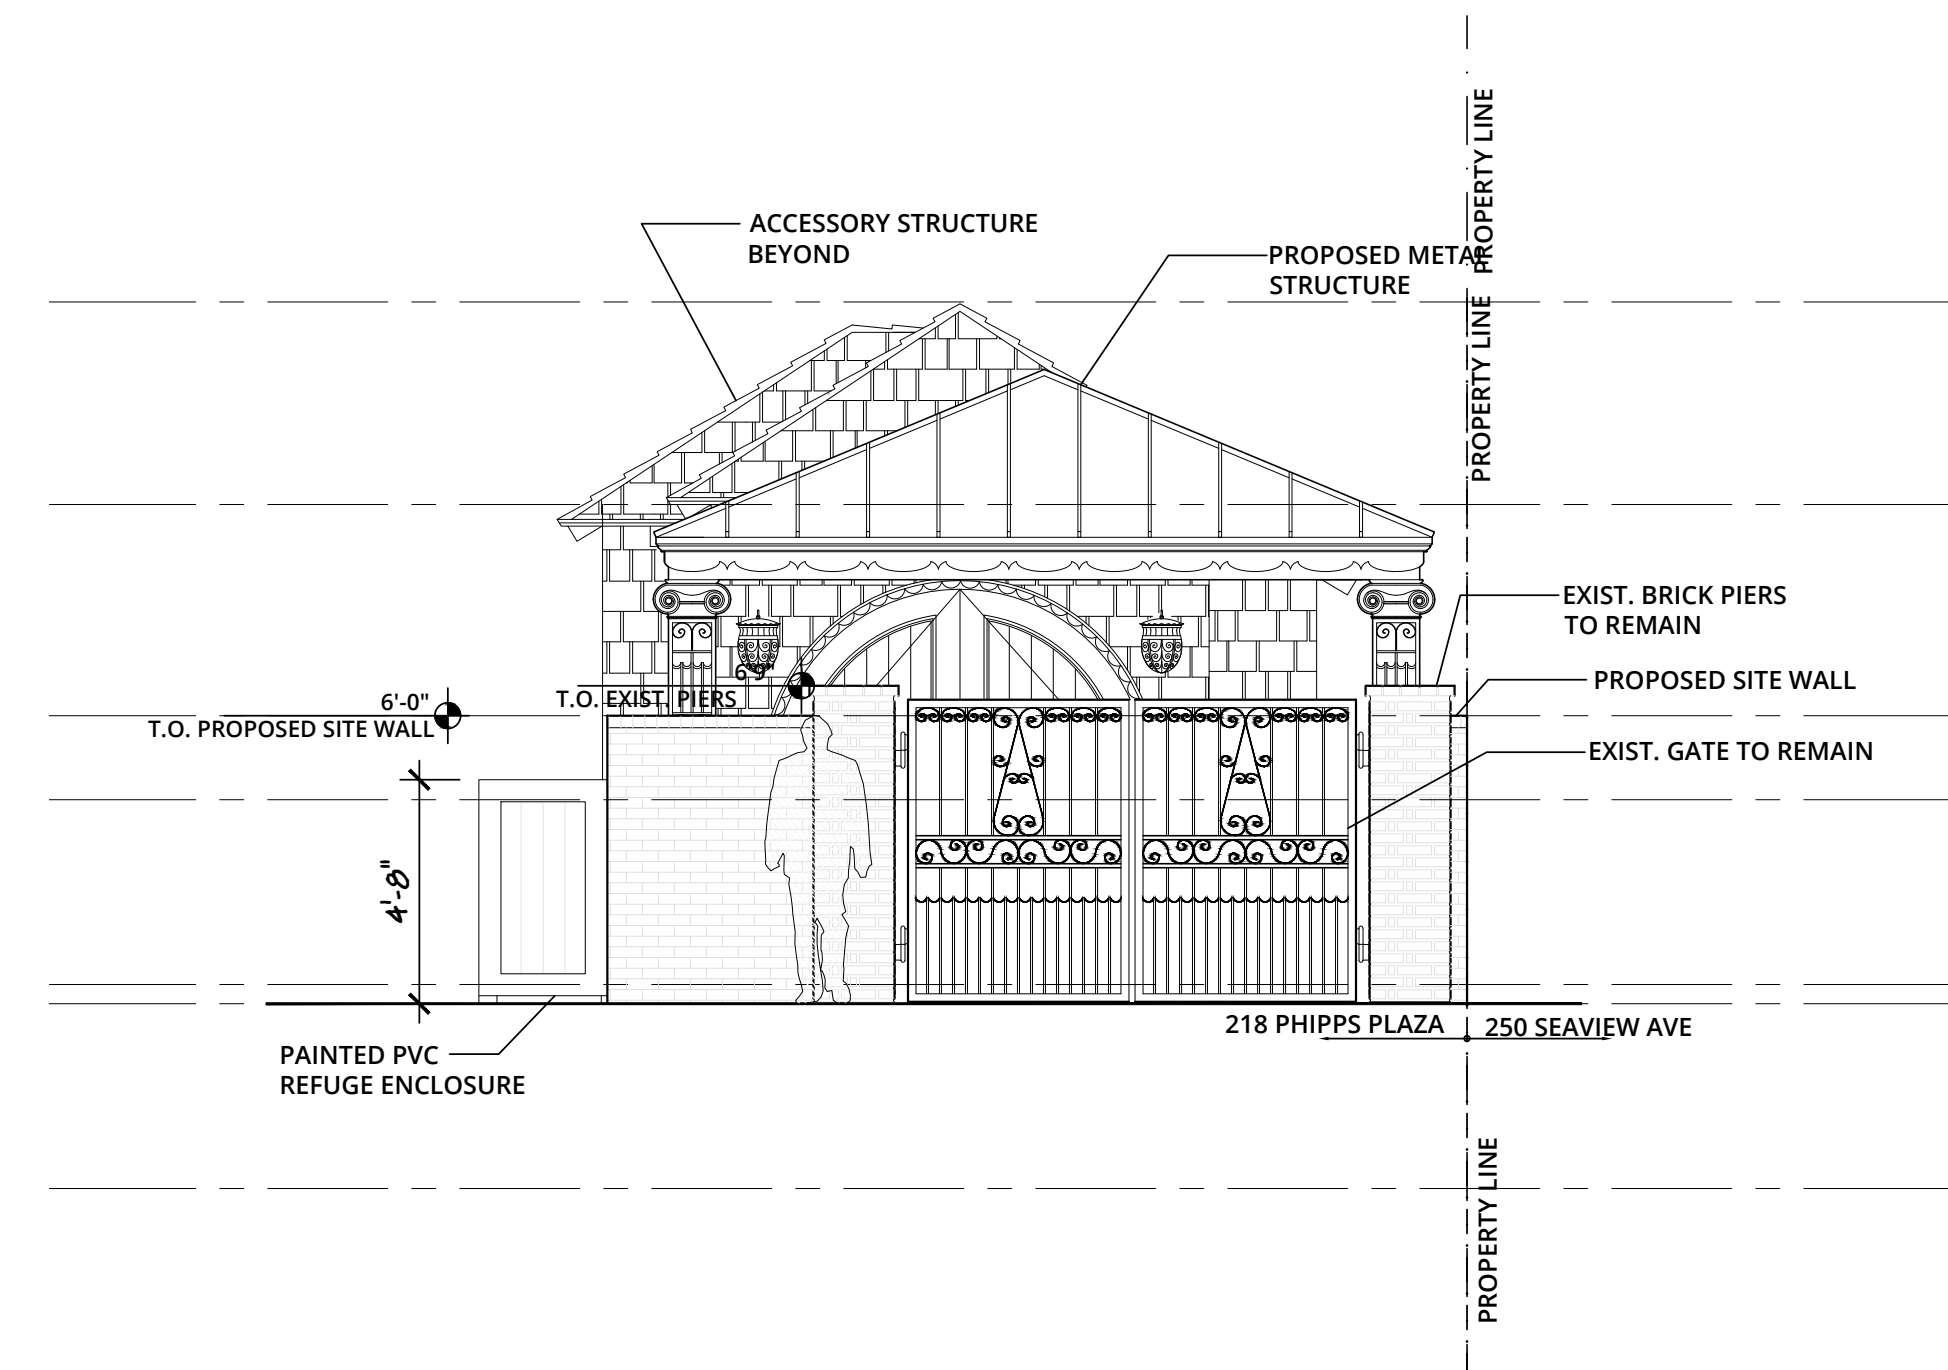 PROPERTY LINE
ACCESSORY STRUCTURE
BEYOND
PROPOSED METAL
STRUCTURE
PROPERTY LINE
EXIST. BRICK PIERS
TO REMAIN
PROPOSED SITE WALL
6'-9"
T.O. EXIST. PIERS
6'-0"
T.O. PROPOSED SITE WALL
EXIST. GATE TO REMAIN
4'-8"
218 PHIPPS PLAZA
250 SEAVIEW AVE
PAINTED PVC
REFUGE ENCLOSURE
PROPERTY LINE